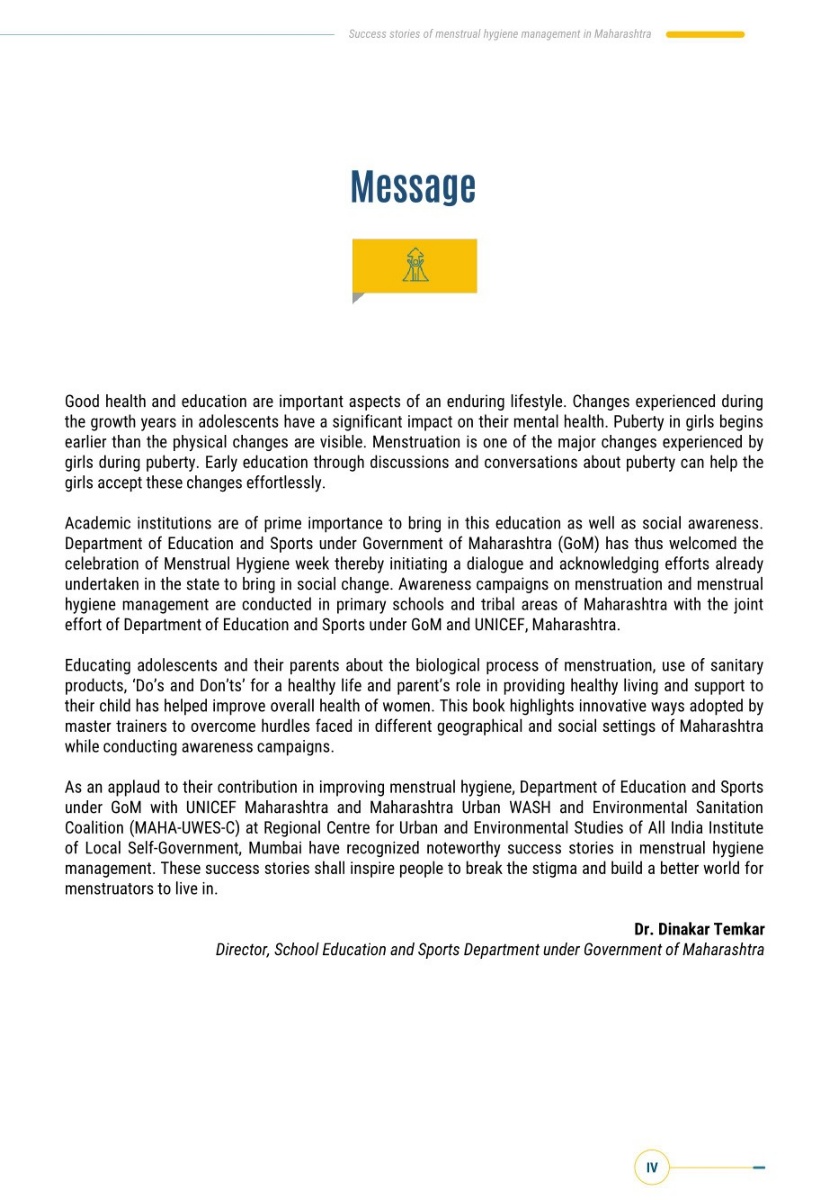 Success stories of menstrual hygiene management in Maharashtra
Message
Good health and education are important aspects of an enduring lifestyle. Changes experienced during
the growth years in adolescents have a significant impact on their mental health. Puberty in girls begins
earlier than the physical changes are visible. Menstruation is one of the major changes experienced by
girls during puberty. Early education through discussions and conversations about puberty can help the
girls accept these changes effortlessly.
Academic institutions are of prime importance to bring in this education as well as social awareness.
Department of Education and Sports under Government of Maharashtra (GoM) has thus welcomed the
celebration of Menstrual Hygiene week thereby initiating a dialogue and acknowledging efforts already
undertaken in the state to bring in social change. Awareness campaigns on menstruation and menstrual
hygiene management are conducted in primary schools and tribal areas of Maharashtra with the joint
effort of Department of Education and Sports under GoM and UNICEF, Maharashtra.
Educating adolescents and their parents about the biological process of menstruation, use of sanitary
products, ‘Do’s and Don’ts’ for a healthy life and parent’s role in providing healthy living and support to
their child has helped improve overall health of women. This book highlights innovative ways adopted by
master trainers to overcome hurdles faced in different geographical and social settings of Maharashtra
while conducting awareness campaigns.
As an applaud to their contribution in improving menstrual hygiene, Department of Education and Sports
under GoM with UNICEF Maharashtra and Maharashtra Urban WASH and Environmental Sanitation
Coalition (MAHA-UWES-C) at Regional Centre for Urban and Environmental Studies of All India Institute
of Local Self-Government, Mumbai have recognized noteworthy success stories in menstrual hygiene
management. These success stories shall inspire people to break the stigma and build a better world for
menstruators to live in.
Dr. Dinakar Temkar
Director, School Education and Sports Department under Government of Maharashtra
IV